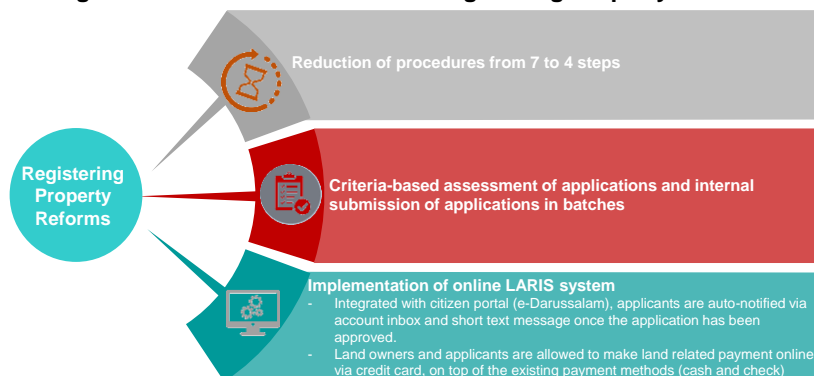 Registering
Property
Reforms
Reduction of procedures from 7 to 4 steps
Criteria-based assessment of applications and internal
submission of applications in batches
Implementation of online LARIS system
- Integrated with citizen portal (e-Darussalam), applicants are auto-notified via
account inbox and short text message once the application has been
approved.
- Land owners and applicants are allowed to make land related payment online
via credit card, on top of the existing payment methods (cash and check)